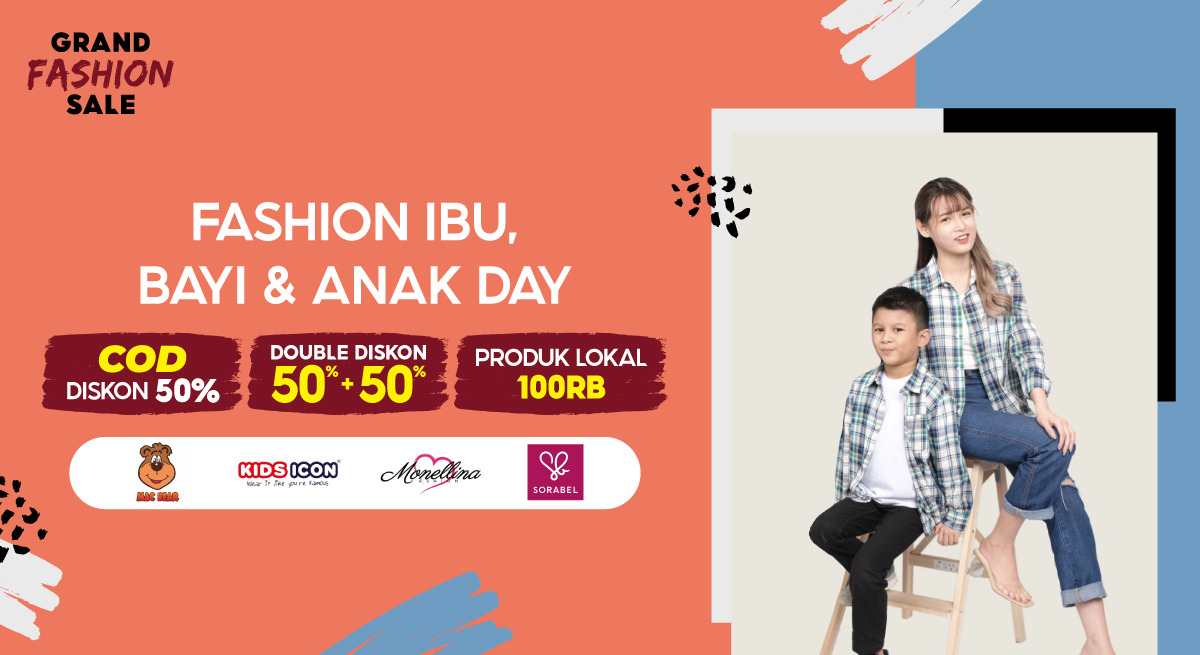 GRAND
FASHION
SALE
FASHION IBU,
BAYI & ANAK DAY
COD
DISKON 50%
DOUBLE DISKON
50% + 50%
PRODUK LOKAL
100RB
MAC BEAR
KIDS ICON®
Wear it like you're famous
Monellina
FASHION
SORABEL